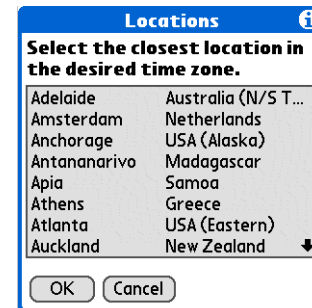 Locations
Select the closest location in
the desired time zone.
Adelaide Australia (N/S T...
Amsterdam Netherlands
Anchorage USA (Alaska)
Antananarivo Madagascar
Apia Samoa
Athens Greece
Atlanta USA (Eastern)
Auckland New Zealand
OK Cancel